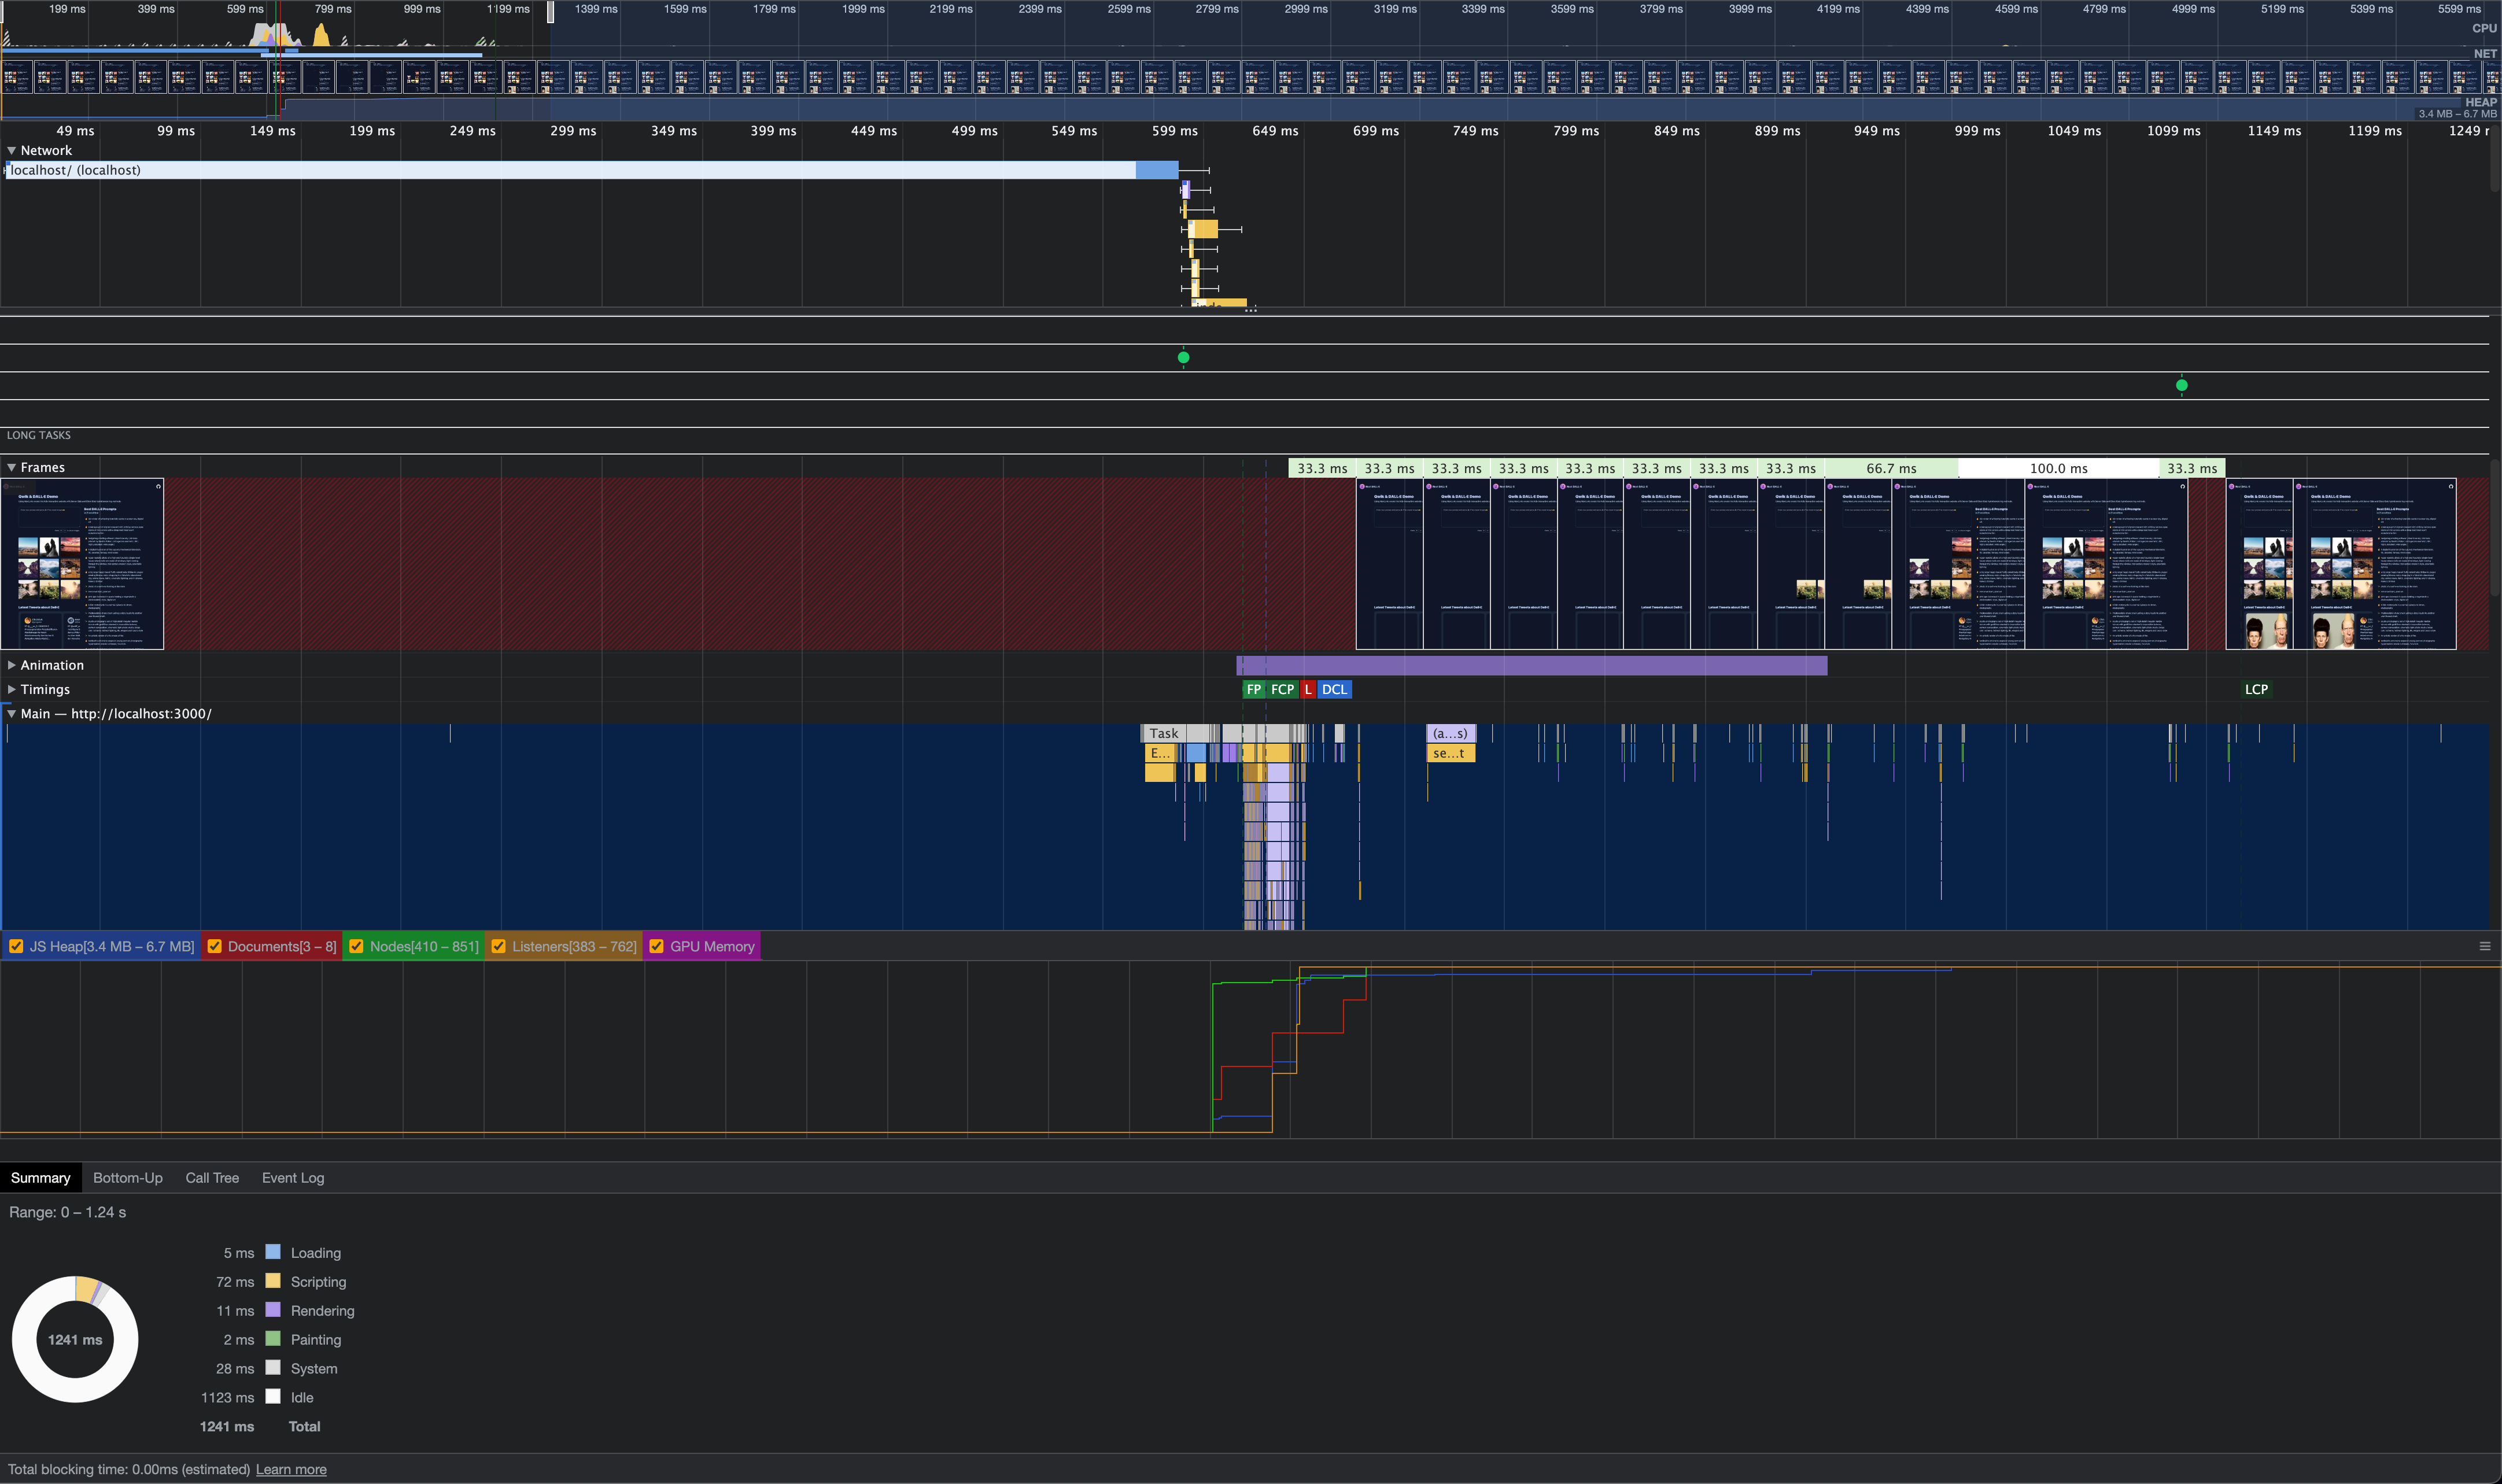 199 ms 399 ms 599 ms 799 ms 999 ms 1199 ms 1399 ms 1599 ms 1799 ms 1999 ms 2199 ms 2399 ms 2599 ms 2799 ms 2999 ms 3199 ms 3399 ms 3599 ms 3799 ms 3999 ms 4199 ms 4399 ms 4599 ms 4799 ms 4999 ms 5199 ms 5399 ms 5599 ms
CPU
NET
HEAP
3.4 MB – 6.7 MB
49 ms 99 ms 149 ms 199 ms 249 ms 299 ms 349 ms 399 ms 449 ms 499 ms 549 ms 599 ms 649 ms 699 ms 749 ms 799 ms 849 ms 899 ms 949 ms 999 ms 1049 ms 1099 ms 1149 ms 1199 ms 1249
Network
localhost/ (localhost)
LONG TASKS
Frames
33.3 ms 33.3 ms 33.3 ms 33.3 ms 33.3 ms 33.3 ms 33.3 ms 33.3 ms 66.7 ms 100.0 ms 33.3 ms
Animation
Timings
FP FCP L DCL LCP
Main — http://localhost:3000/
Task (a...s)
E... se...t
JS Heap[3.4 MB – 6.7 MB] Documents[3 – 8] Nodes[410 – 851] Listeners[383 – 762] GPU Memory
Summary Bottom-Up Call Tree Event Log
Range: 0 – 1.24 s
5 ms Loading
72 ms Scripting
11 ms Rendering
1241 ms
2 ms Painting
28 ms System
1123 ms Idle
1241 ms Total
Total blocking time: 0.00ms (estimated) Learn more